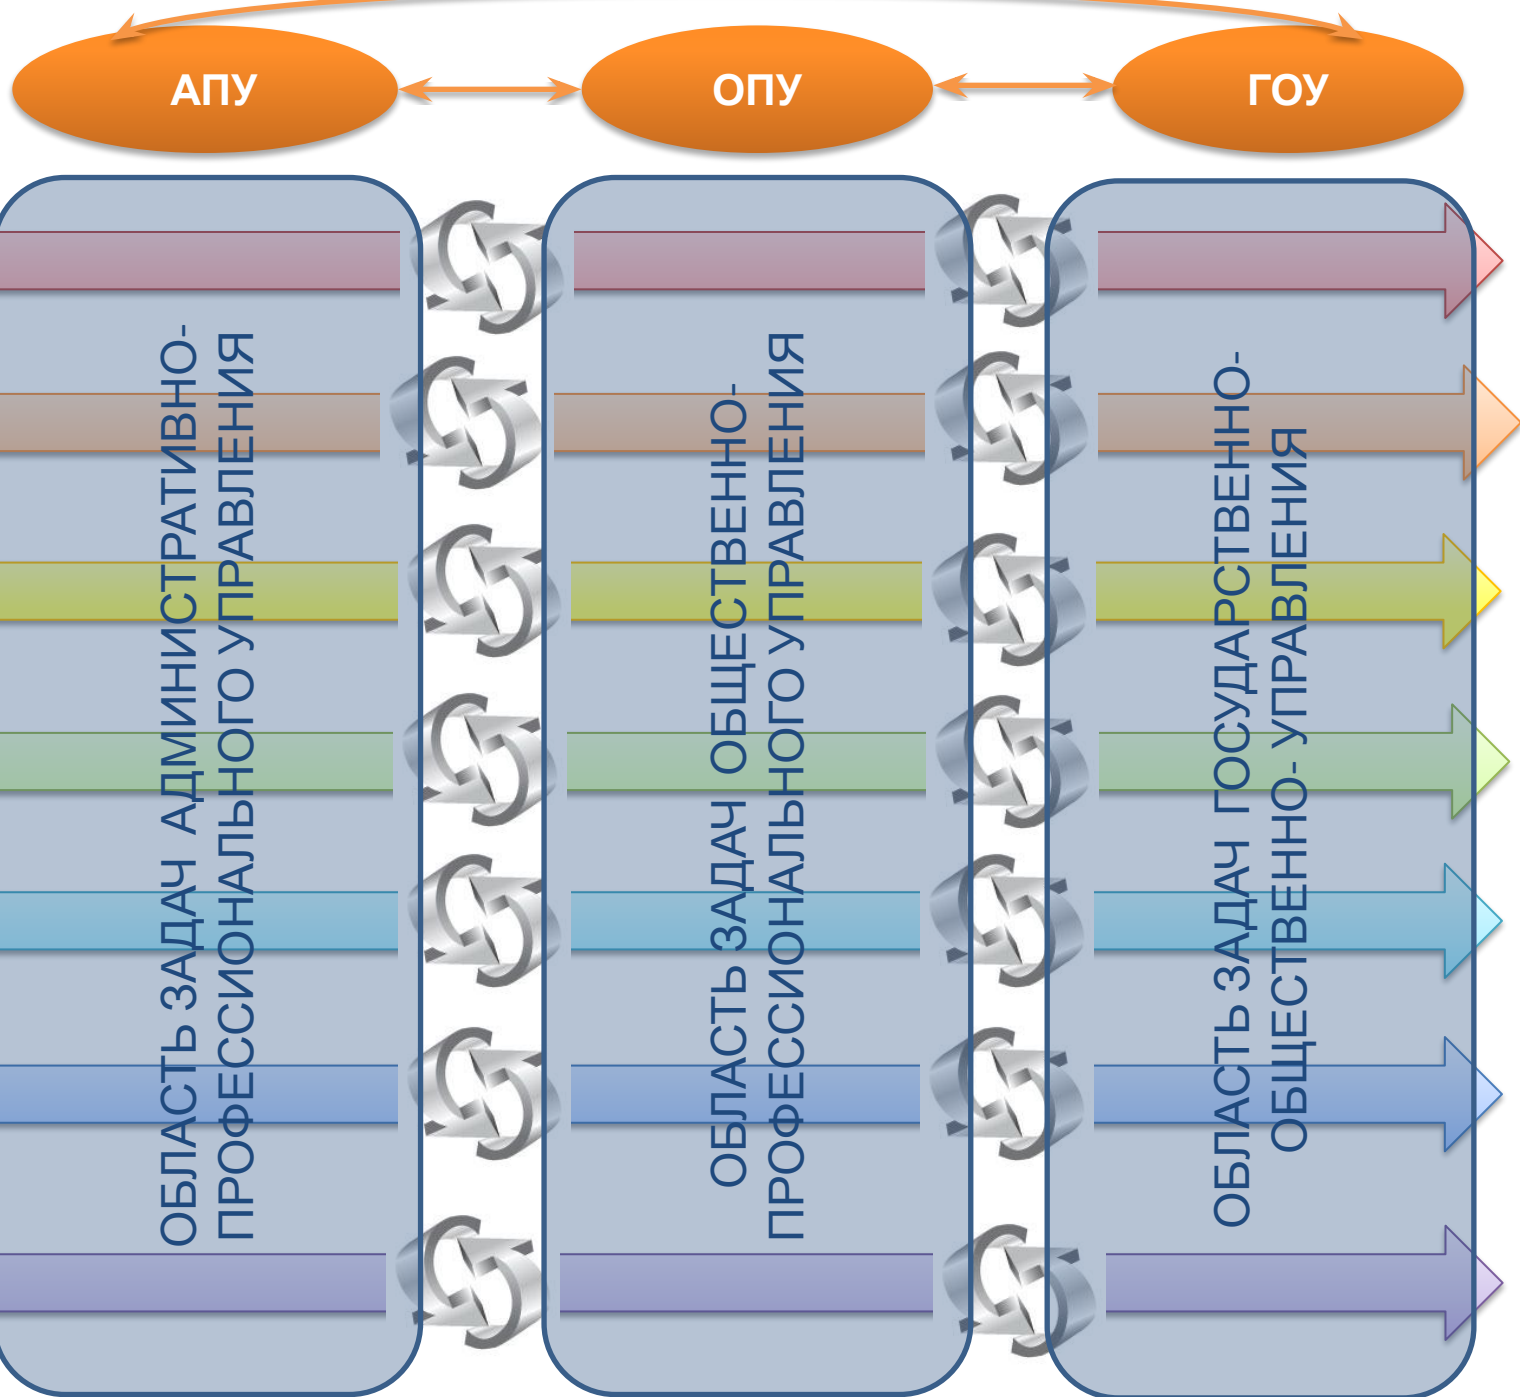 АПУ
ОПУ
ГОУ
ОБЛАСТЬ ЗАДАЧ АДМИНИСТРАТИВНО-
ПРОФЕССИОНАЛЬНОГО УПРАВЛЕНИЯ
ОБЛАСТЬ ЗАДАЧ ОБЩЕСТВЕННО-
ПРОФЕССИОНАЛЬНОГО УПРАВЛЕНИЯ
ОБЛАСТЬ ЗАДАЧ ГОСУДАРСТВЕННО-
ОБЩЕСТВЕННО- УПРАВЛЕНИЯ